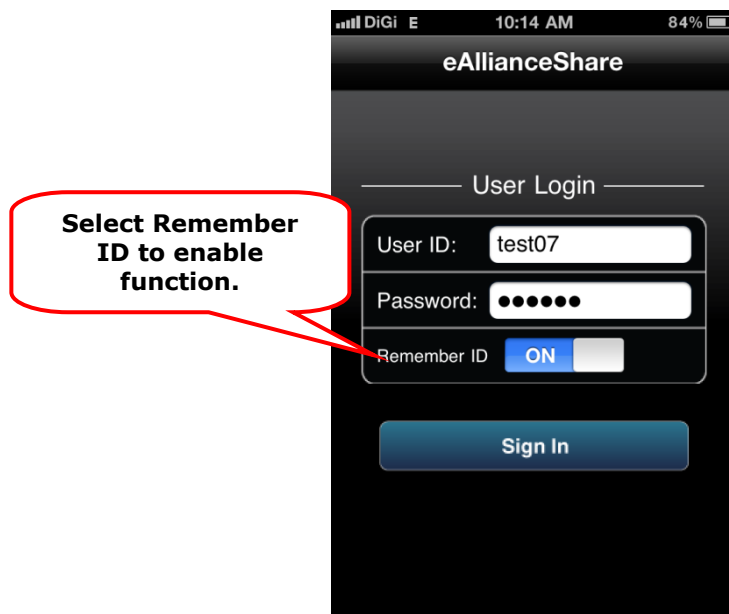 DiGi E 10:14 AM 84%
eAllianceShare
User Login
Select Remember
ID to enable
function.
User ID: test07
Password: ●●●●●●
Remember ID ON
Sign In